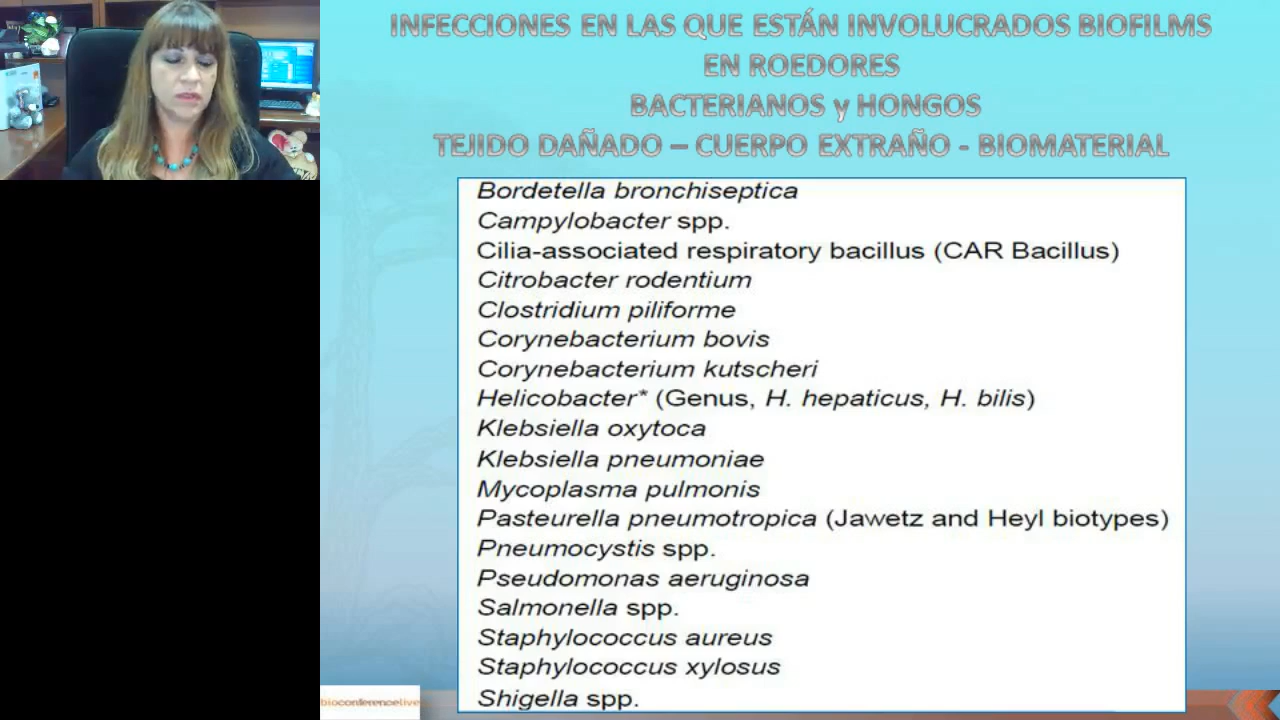 INFECCIONES EN LAS QUE ESTÁN INVOLUCRADOS BIOFILMS
EN ROEDORES
BACTERIANOS y HONGOS
TEJIDO DAÑADO – CUERPO EXTRAÑO - BIOMATERIAL
Bordetella bronchiseptica
Campylobacter spp.
Cilia-associated respiratory bacillus (CAR Bacillus)
Citrobacter rodentium
Clostridium piliforme
Corynebacterium bovis
Corynebacterium kutscheri
Helicobacter* (Genus, H. hepaticus, H. bilis)
Klebsiella oxytoca
Klebsiella pneumoniae
Mycoplasma pulmonis
Pasteurella pneumotropica (Jawetz and Heyl biotypes)
Pneumocystis spp.
Pseudomonas aeruginosa
Salmonella spp.
Staphylococcus aureus
Staphylococcus xylosus
Shigella spp.
bioconferencelive